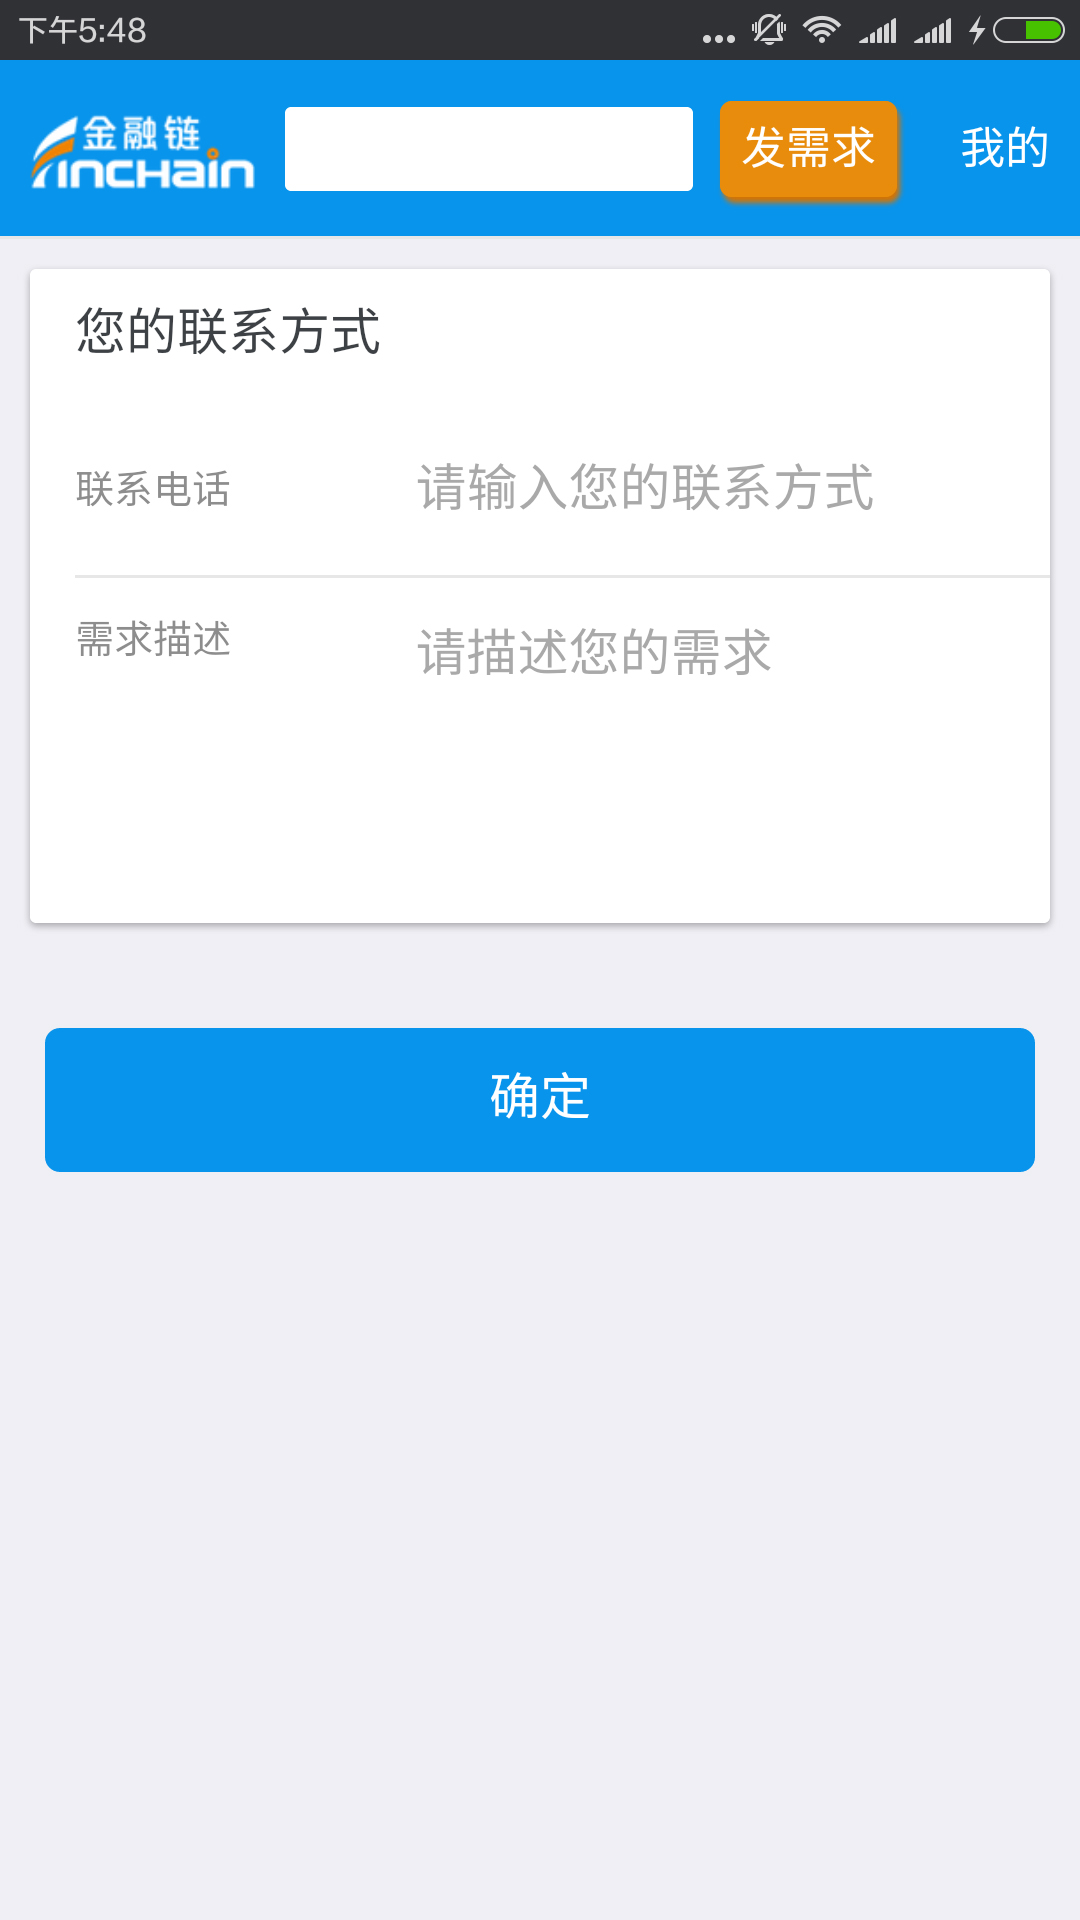 下午5:48
金融链
Finchain
发需求
我的
您的联系方式
联系电话
请输入您的联系方式
需求描述
请描述您的需求
确定